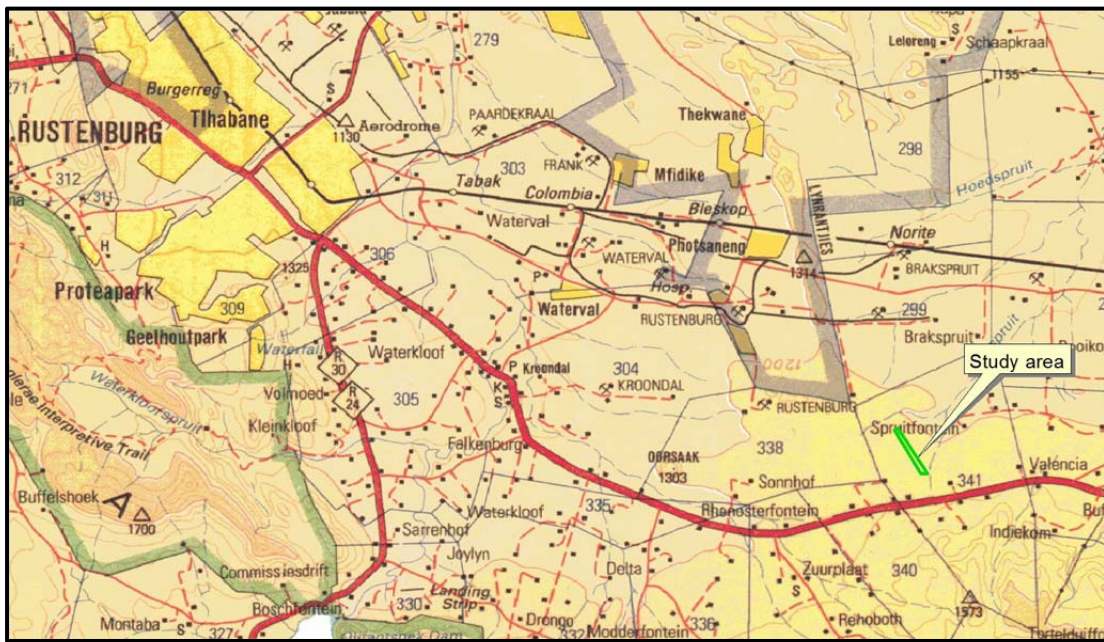 279
Leloreng
S
Schaapkraal
1155
271
Burgerreg
Tlhabane
S
Aerodrome
1130
PAARDEKRAAL
Thekwane
RUSTENBURG
303
FRANK
298
Hoedspruit
312
311
Tabak
Colombia
Mfidike
Bleskop
LYNRANTJIES
Norite
H
Waterval
Photsaneng
306
1325
WATERVAL
1314
BRAKSPRUIT
Proteapark
309
P
Hosp.
Waterval
RUSTENBURG
299
Brakspruit
Geelhoutpark
1200
Study area
Waterfall
H
R
30
Waterkloof
P
Kroondal
304
KROONDAL
Volmoed
K
S
R
24
305
RUSTENBURG
Waterkloofspruit
Kleinkloof
Spruitfontein
Interpretive Trail
Falkenburg
338
OORSAAK
1303
Sonnhof
341
Valencia
Buffelshoek
A
1700
Waterkloof
335
Rhenosterfontein
Sarrenhof
Indiekom
Joylyn
Commissiesdrift
Delta
Zuurplaat
340
330
Landing
Strip
S
1573
Boschfontein
Montaba
S
327
Drongo
332
Modderfontein
336
Rehoboth